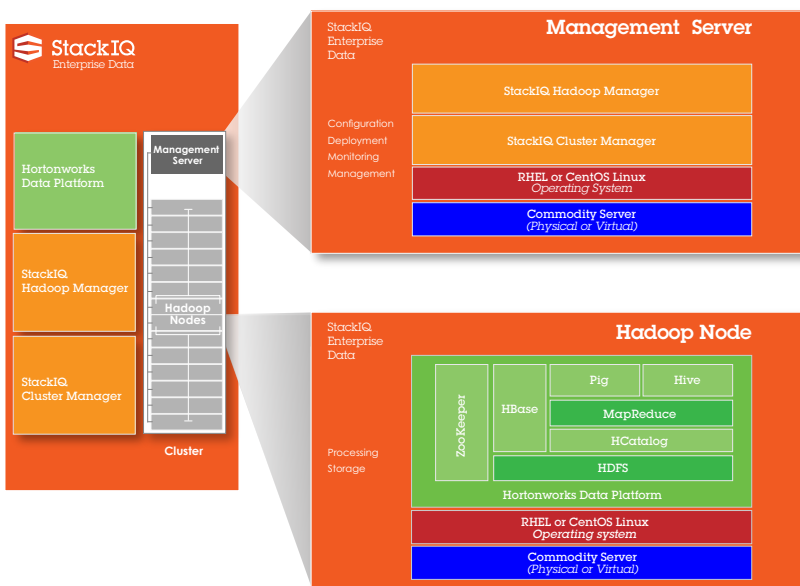 StackIQ
Enterprise Data
Hortonworks
Data Platform
StackIQ
Hadoop Manager
StackIQ
Cluster Manager
Management
Server
Hadoop
Nodes
Cluster
StackIQ
Enterprise
Data
Management Server
Configuration
Deployment
Monitoring
Management
StackIQ Hadoop Manager
StackIQ Cluster Manager
RHEL or CentOS Linux
Operating System
Commodity Server
(Physical or Virtual)
StackIQ
Enterprise
Data
Hadoop Node
Processing
Storage
ZooKeeper
HBase
Pig
Hive
MapReduce
HCatalog
HDFS
Hortonworks Data Platform
RHEL or CentOS Linux
Operating system
Commodity Server
(Physical or Virtual)